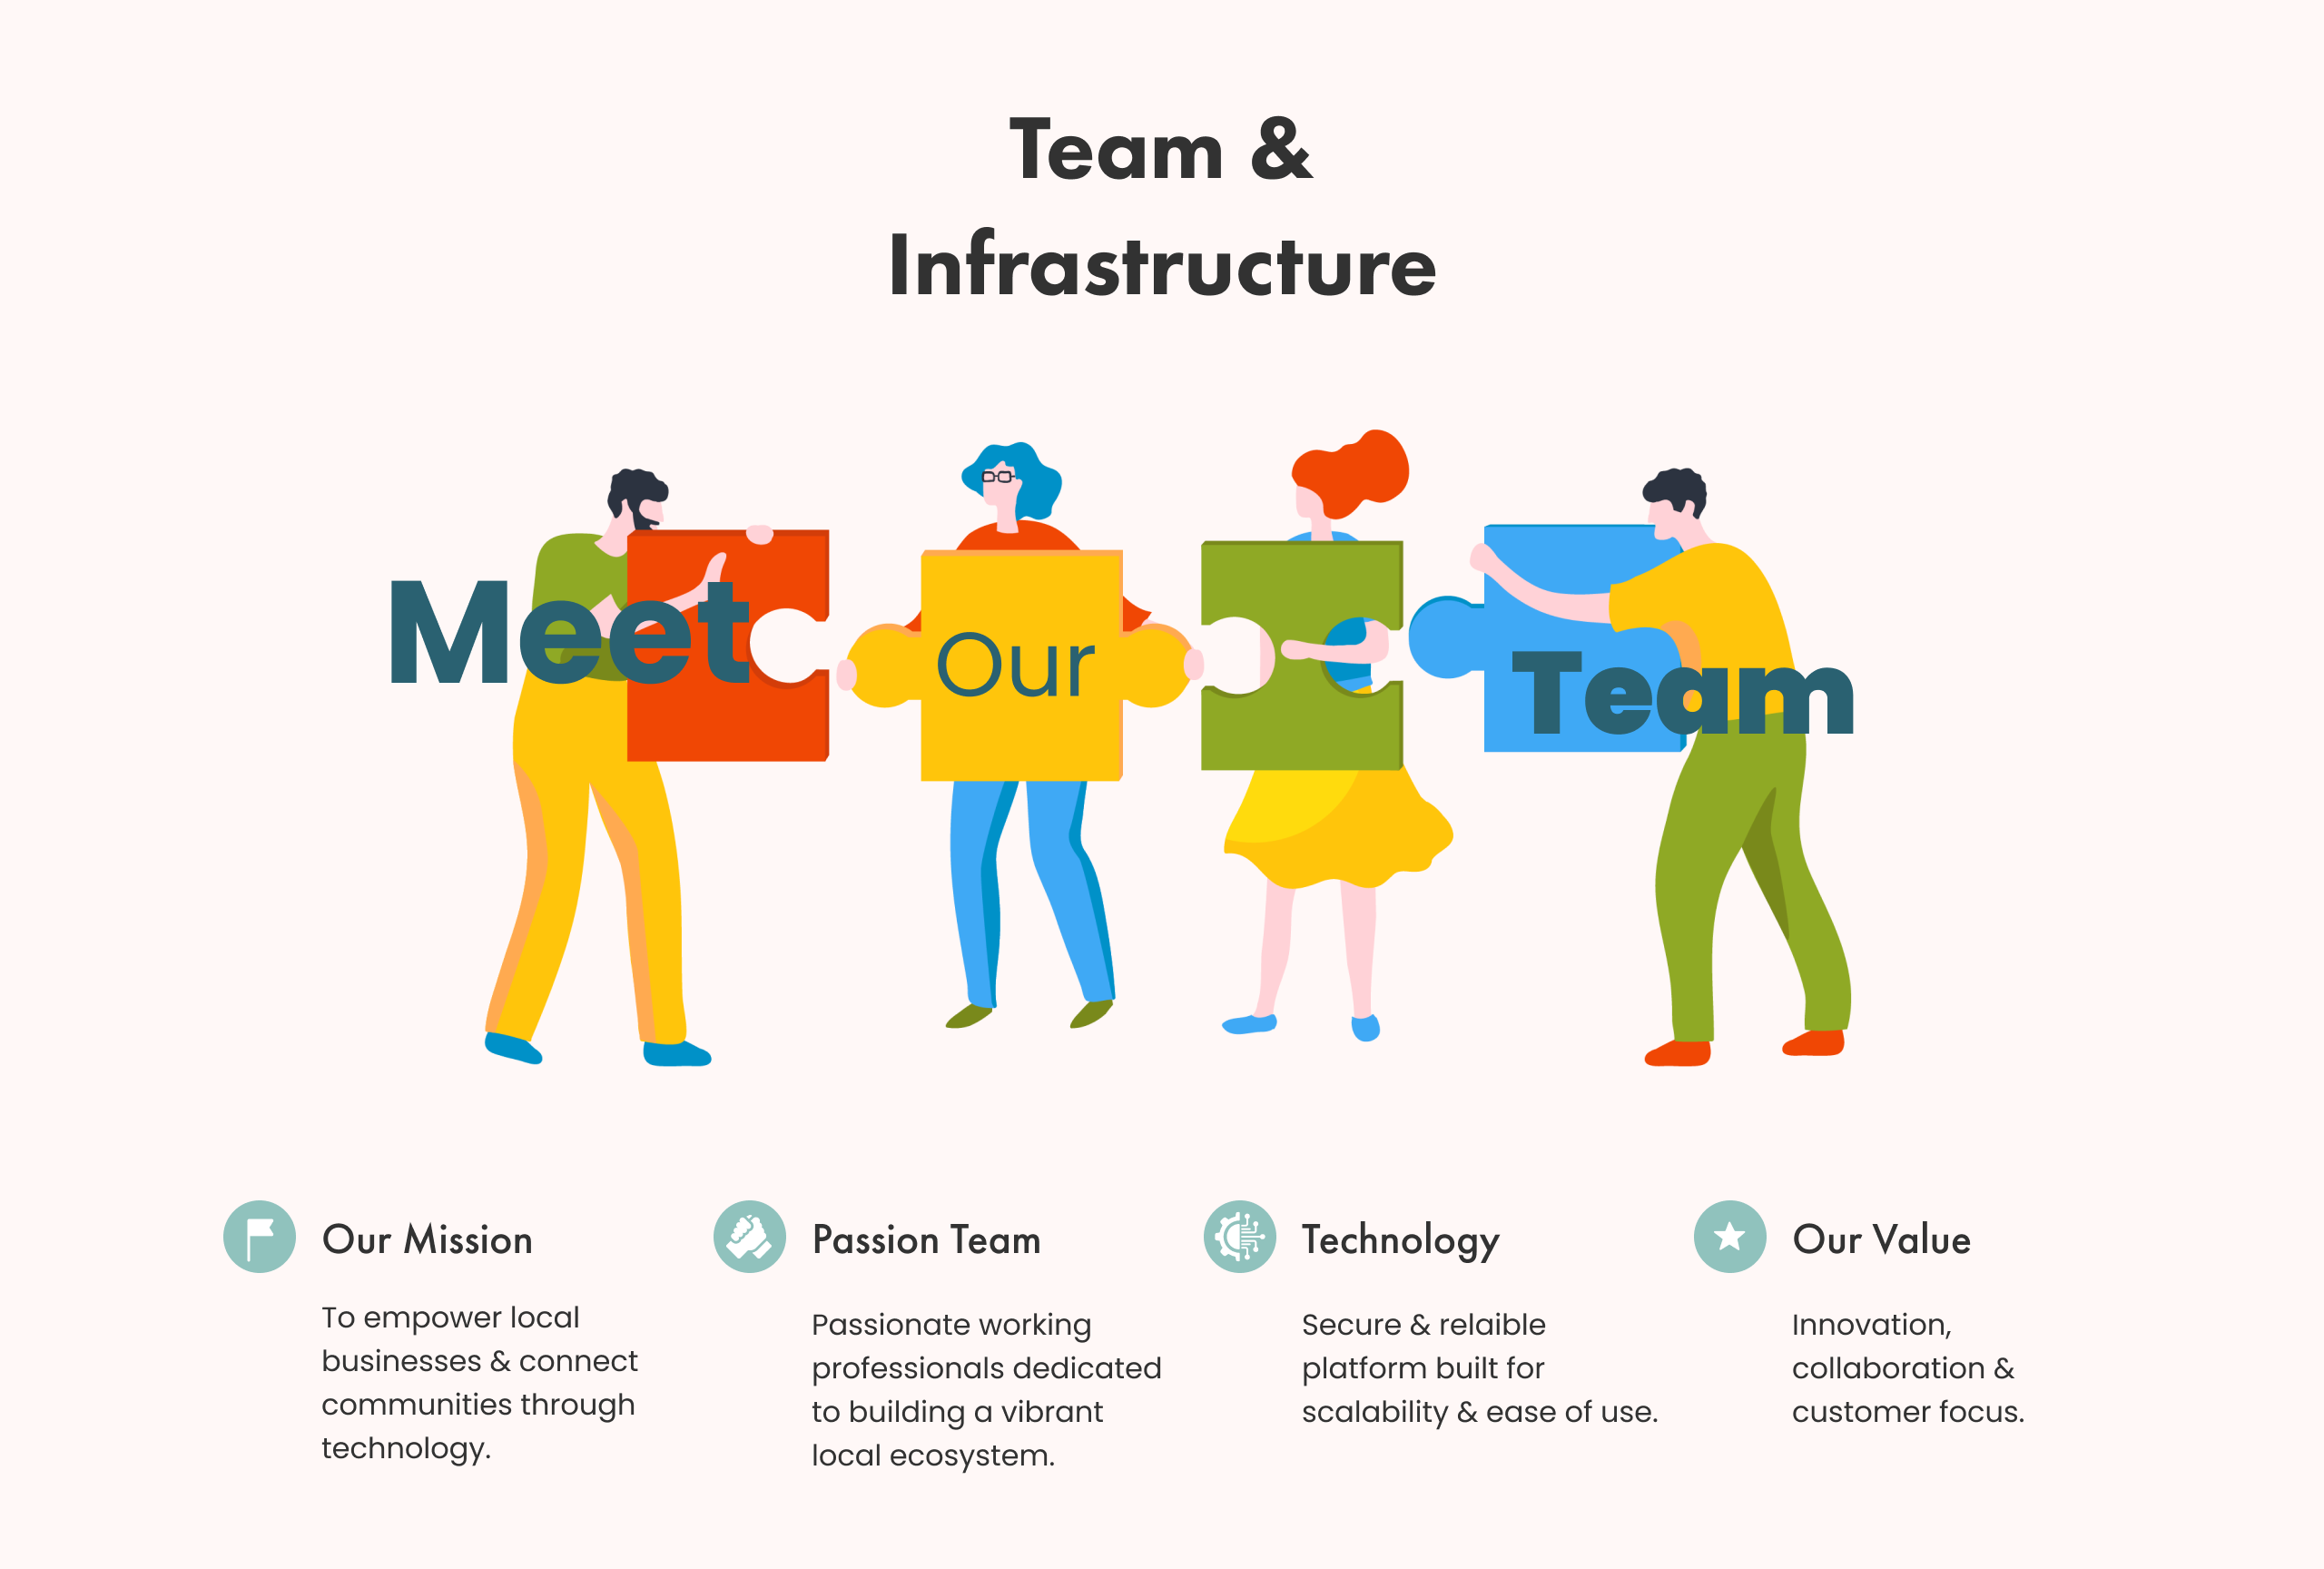 Team &
Infrastructure
Meet
Our
Team
Our Mission
To empower local
businesses & connect
communities through
technology.
Passion Team
Passionate working
professionals dedicated
to building a vibrant
local ecosystem.
Technology
Secure & relaible
platform built for
scalability & ease of use.
Our Value
Innovation,
collaboration &
customer focus.